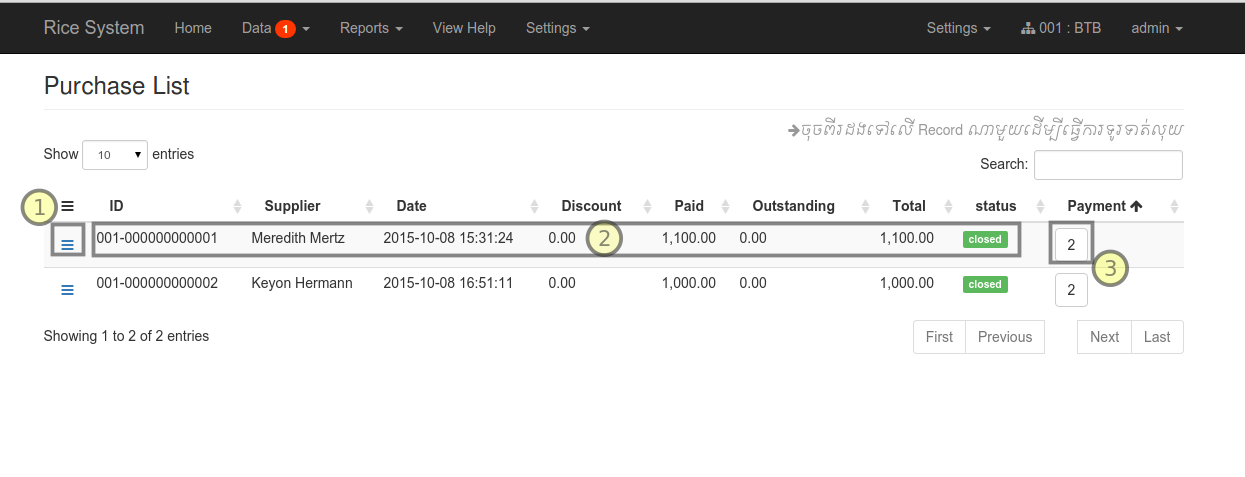 Rice System Home Data 1 Reports View Help Settings Settings 001 : BTB admin
Purchase List
ចុចពីរដងទៅលើ Record ណាមួយដើម្បីធ្វើការទូរទាត់លុយ
Show 10 entries
Search:
1 ID Supplier Date Discount Paid Outstanding Total status Payment
001-000000000001 Meredith Mertz 2015-10-08 15:31:24 0.00 2 1,100.00 0.00 1,100.00 closed 2
3
001-000000000002 Keyon Hermann 2015-10-08 16:51:11 0.00 1,000.00 0.00 1,000.00 closed 2
Showing 1 to 2 of 2 entries
First Previous Next Last